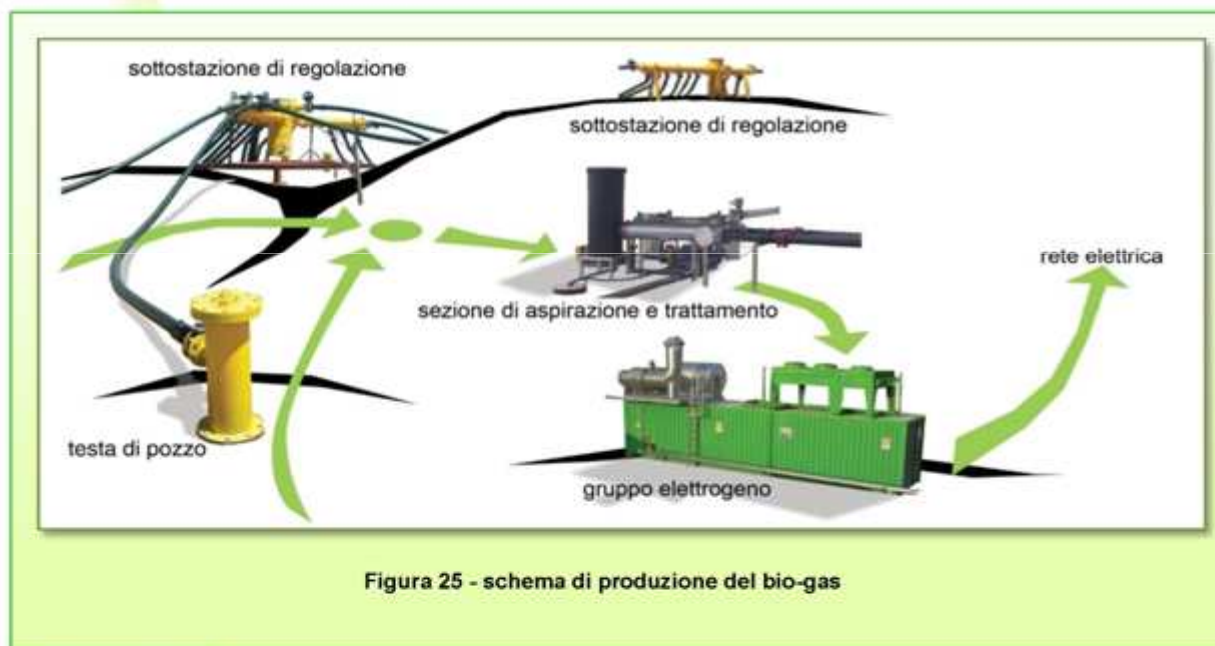 sottostazione di regolazione
sottostazione di regolazione
rete elettrica
sezione di aspirazione e trattamento
testa di pozzo
gruppo elettrogeno
Figura 25 - schema di produzione del bio-gas